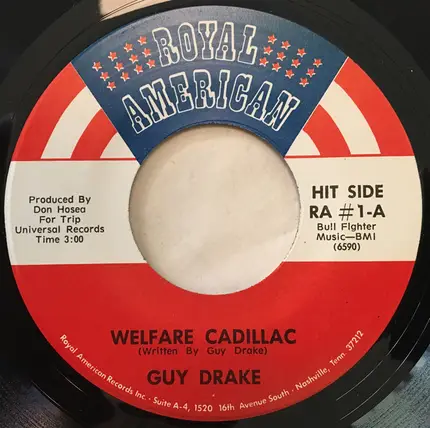 ROYAL
AMERICAN
Produced By
Don Hosea
For Trip
Universal Records
Time 3:00
HIT SIDE
RA #1-A
Bull Fighter
Music—BMI
(6590)
WELFARE CADILLAC
(Written By Guy Drake)
GUY DRAKE
Royal American Records Inc. - Suite A-4, 1520 16th Avenue South - Nashville, Tenn. 37212